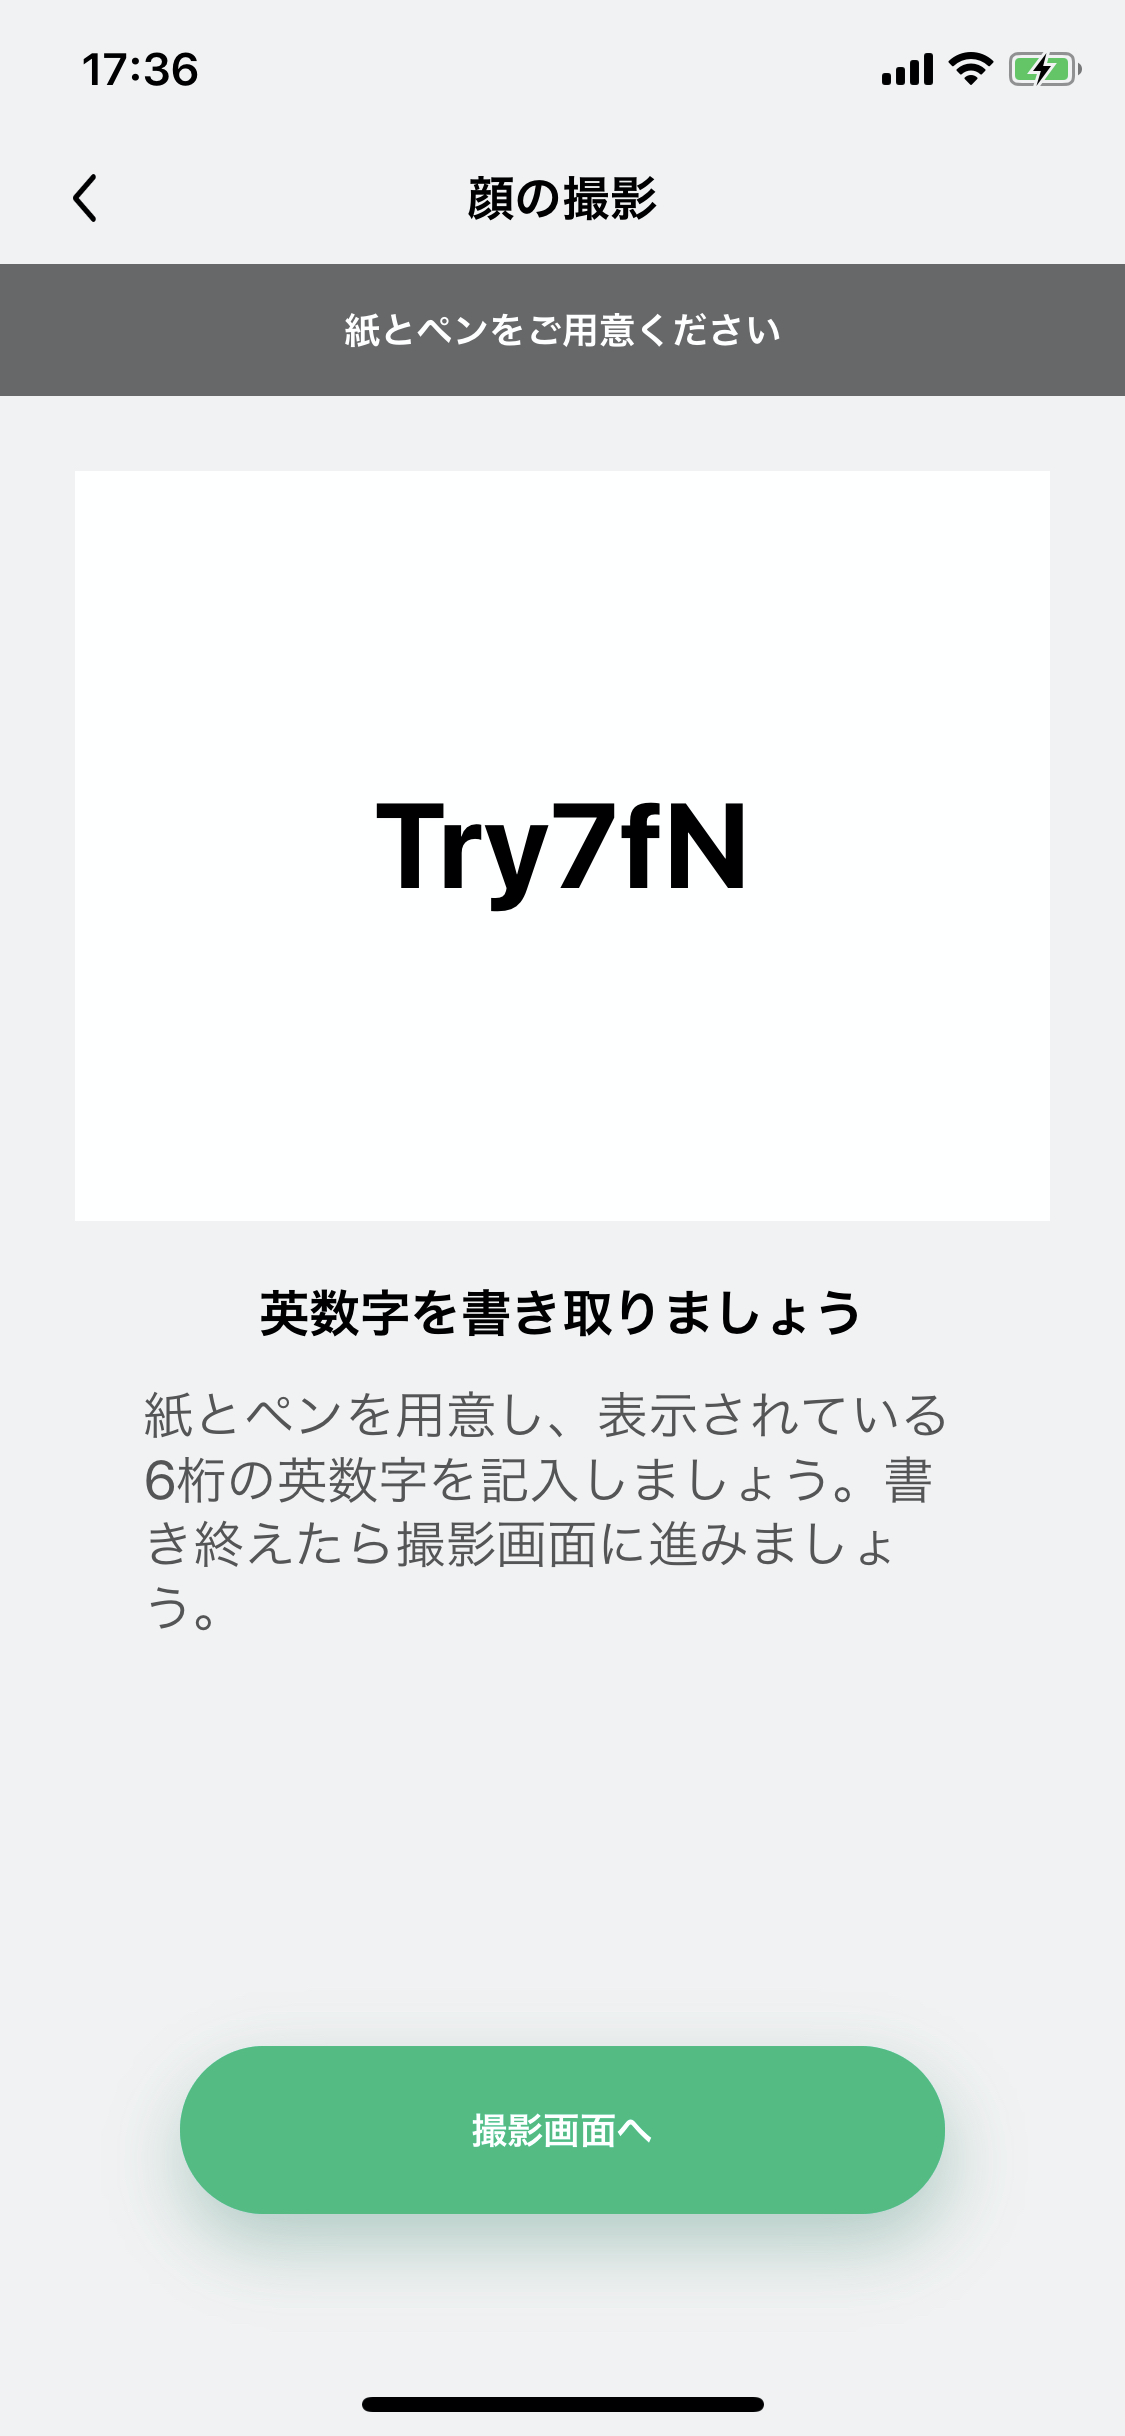 17:36
顔の撮影
紙とペンをご用意ください
Try7fN
英数字を書き取りましょう
紙とペンを用意し、表示されている
6桁の英数字を記入しましょう。書
き終えたら撮影画面に進みましょ
う。
撮影画面へ